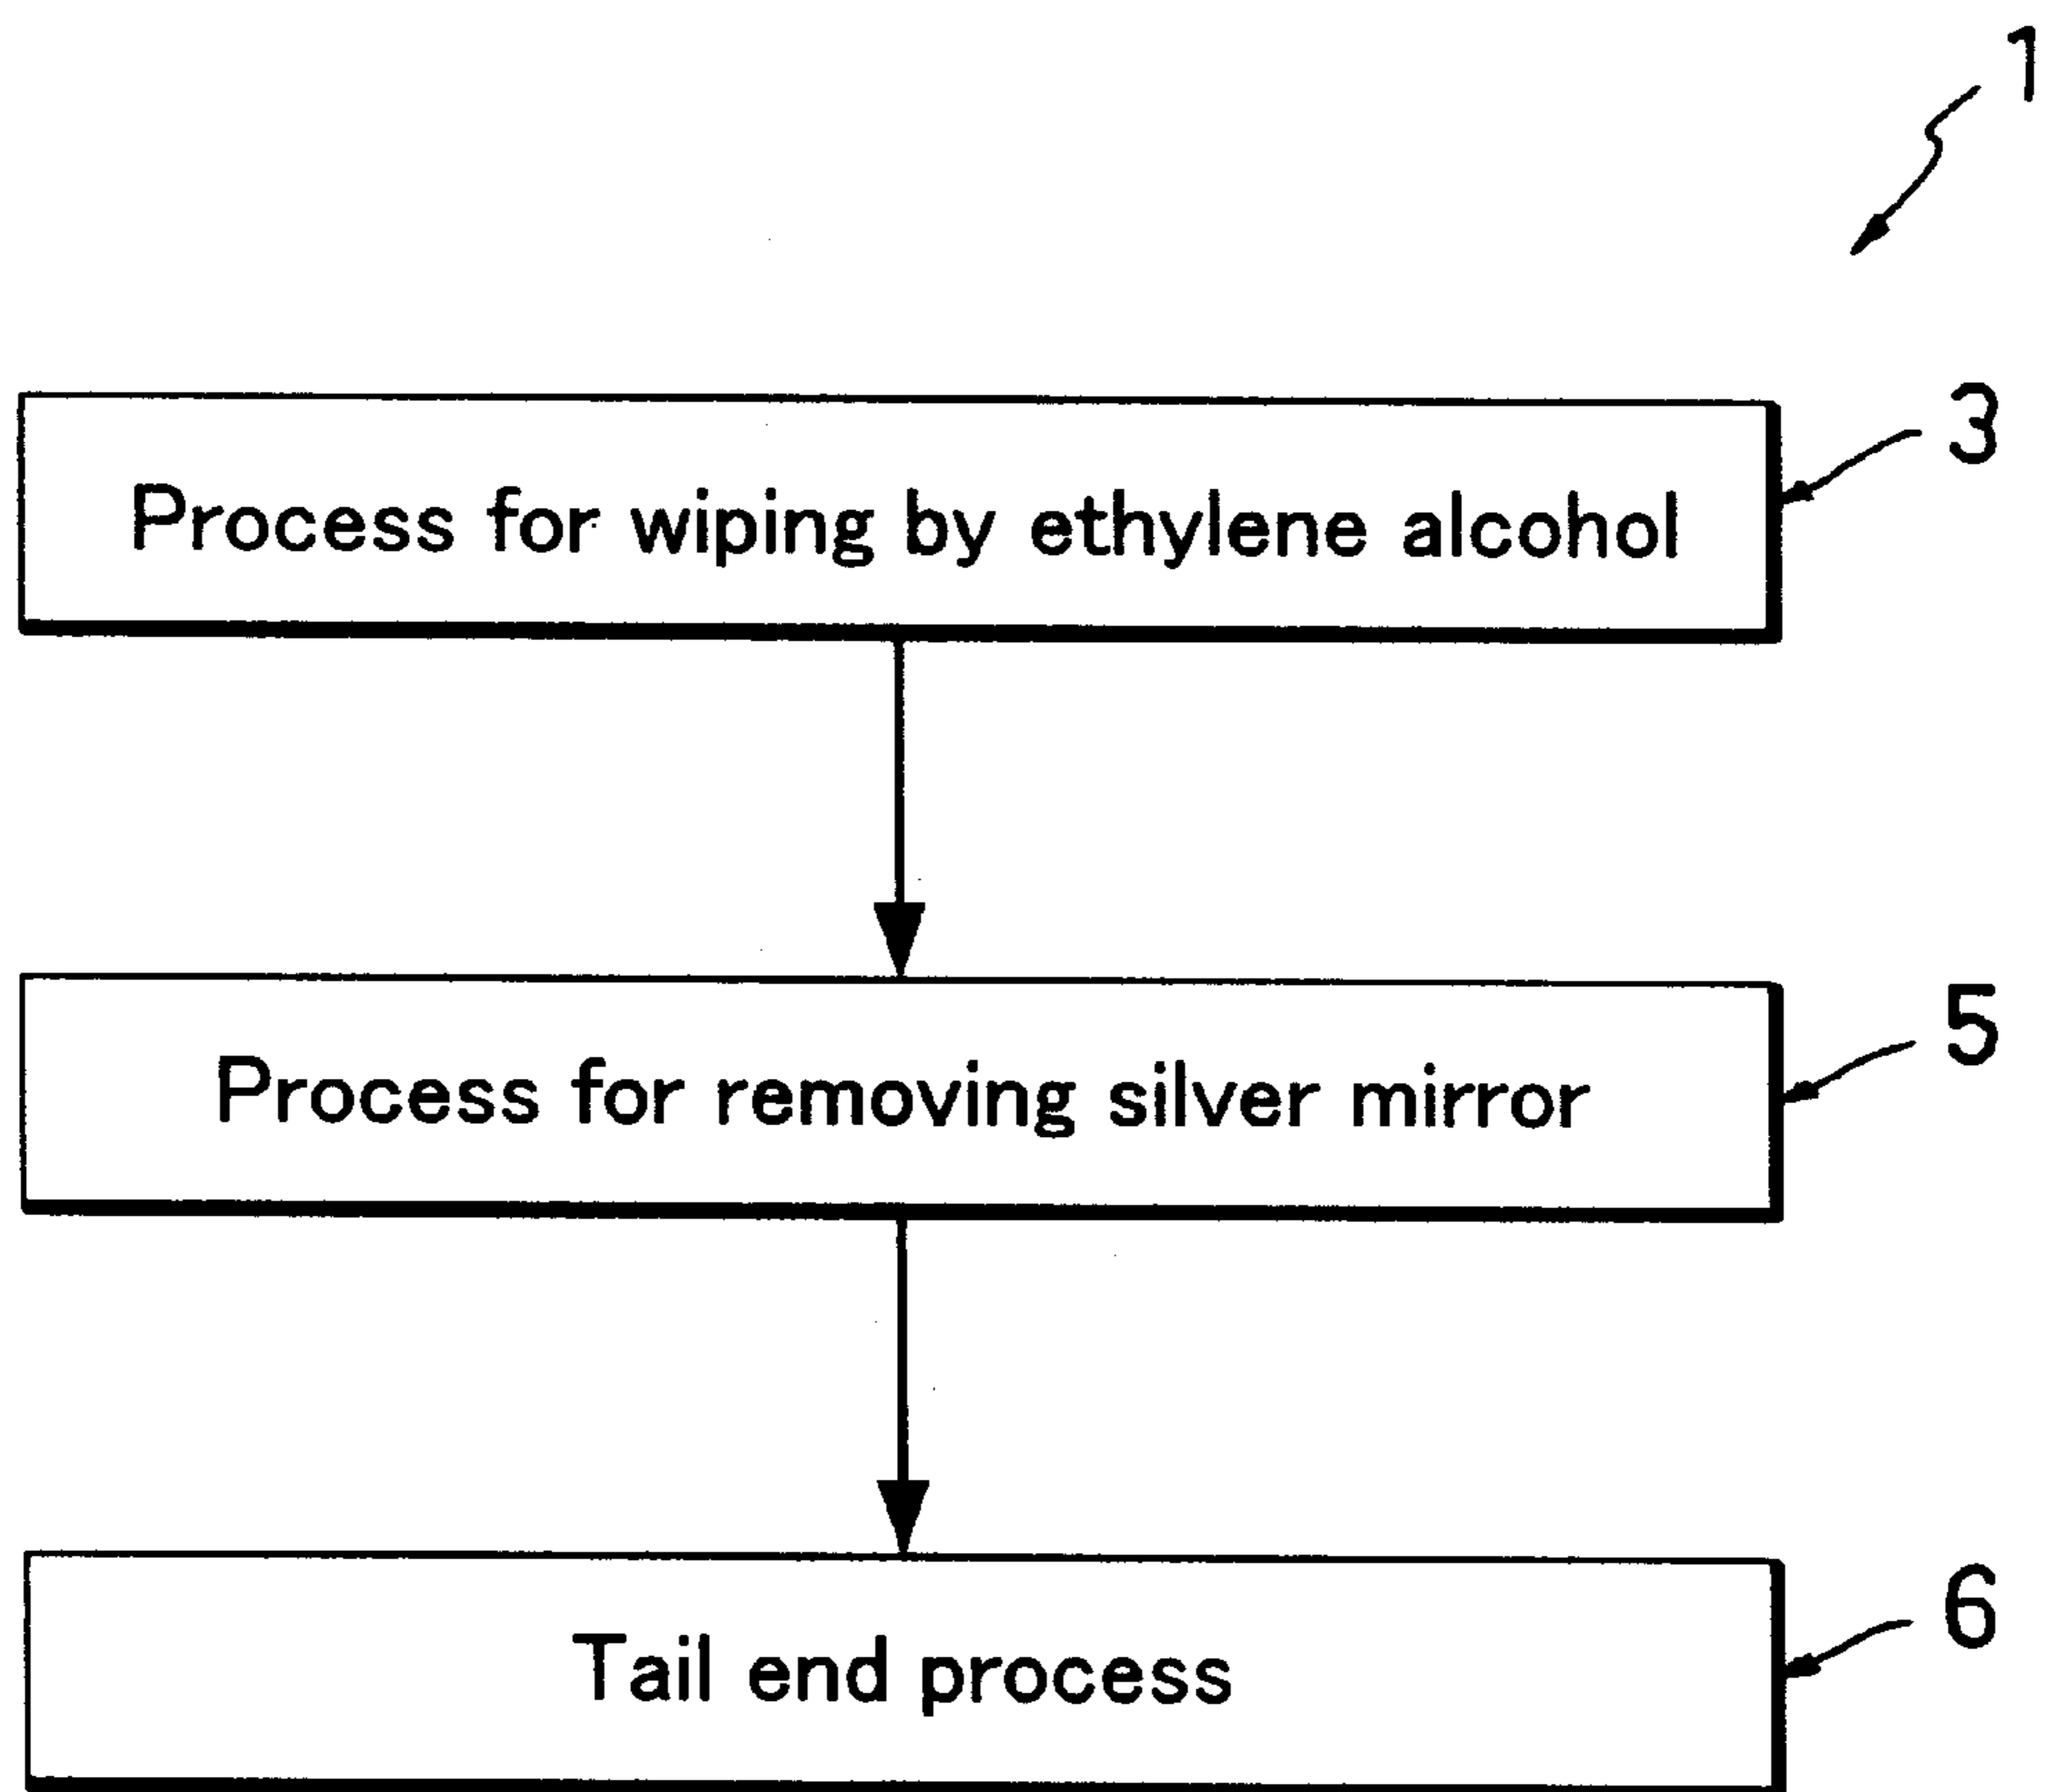 1
3
Process for wiping by ethylene alcohol
5
Process for removing silver mirror
6
Tail end process